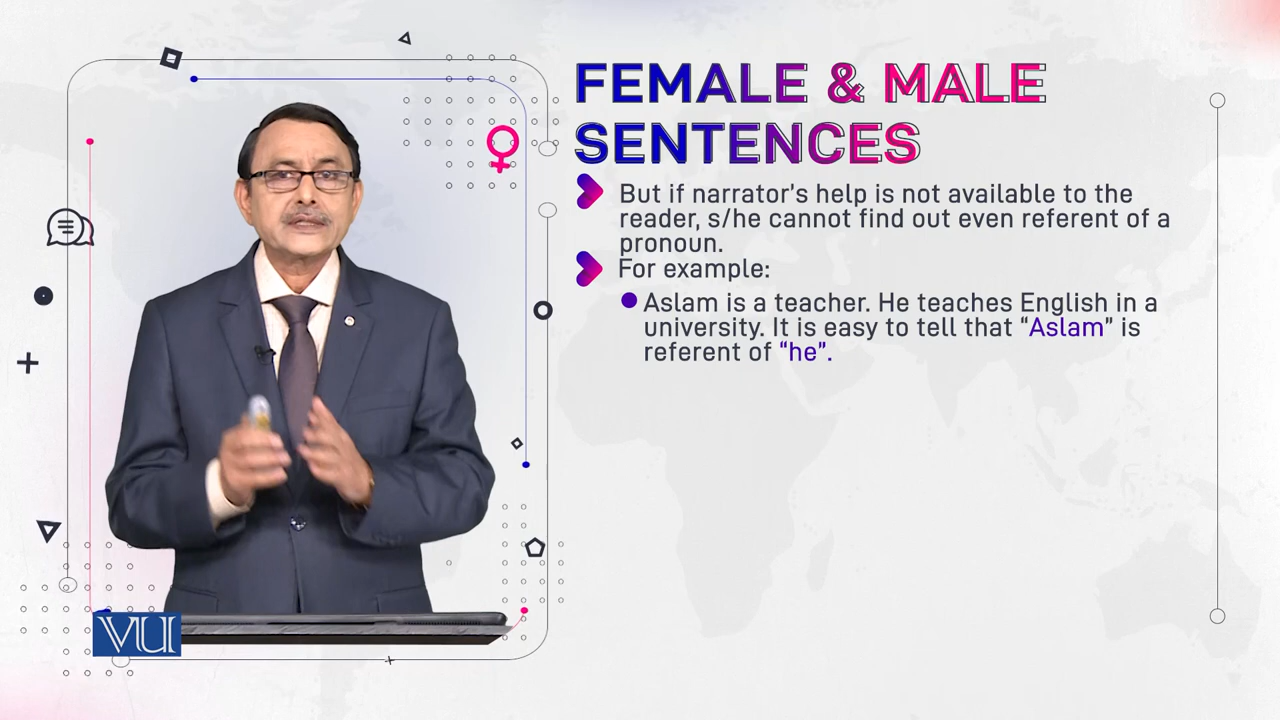 FEMALE & MALE
SENTENCES
But if narrator's help is not available to the
reader, s/he cannot find out even referent of a
pronoun.
For example:
Aslam is a teacher. He teaches English in a
university. It is easy to tell that “Aslam” is
referent of “he”.
VU